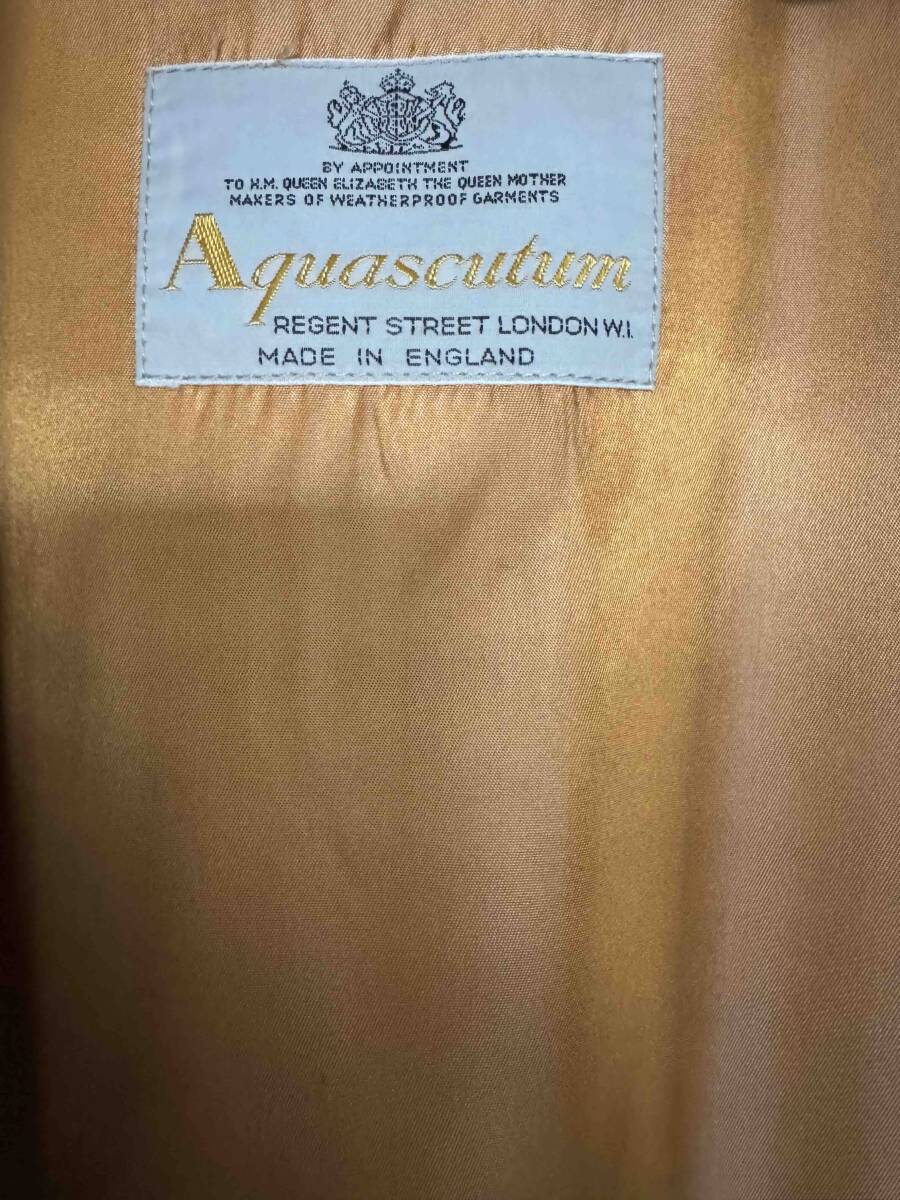 BY APPOINTMENT
TO H.M. QUEEN ELIZABETH THE QUEEN MOTHER
MAKERS OF WEATHERPROOF GARMENTS
Aquascutum
REGENT STREET LONDON W.I.
MADE IN ENGLAND